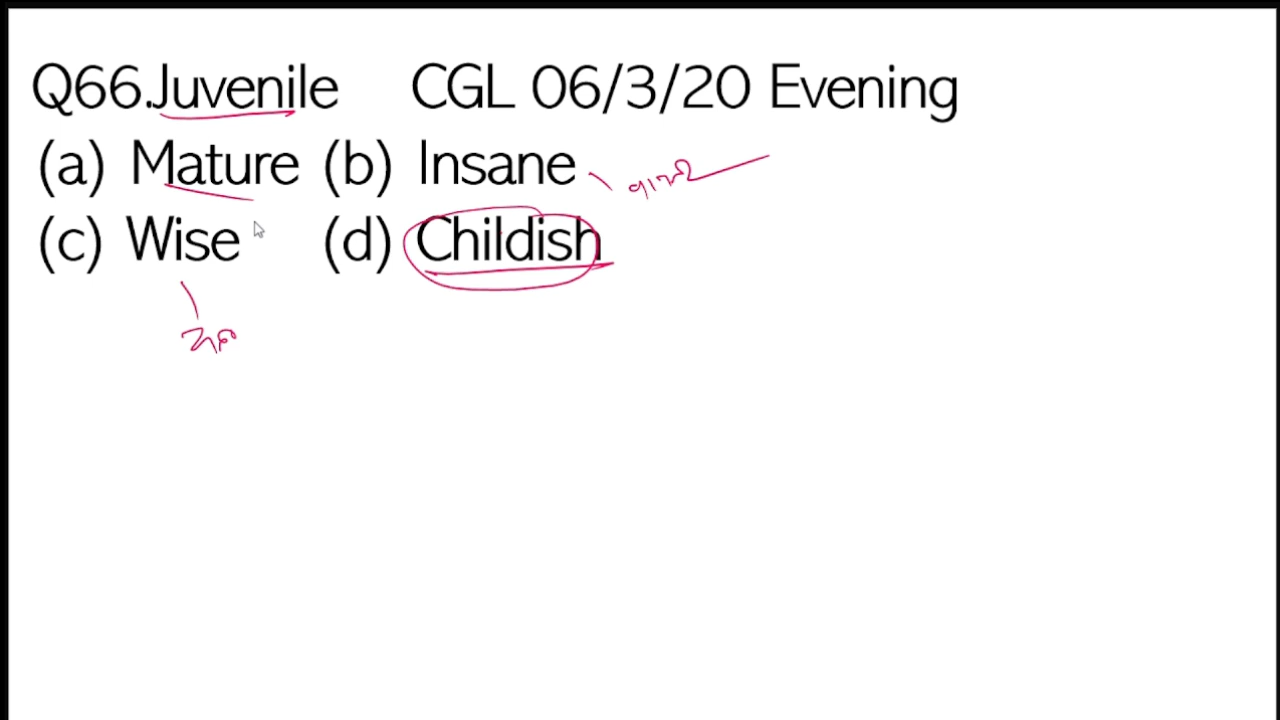 Q66.Juvenile CGL 06/3/20 Evening
(a) Mature (b) Insane
(c) Wise (d) Childish